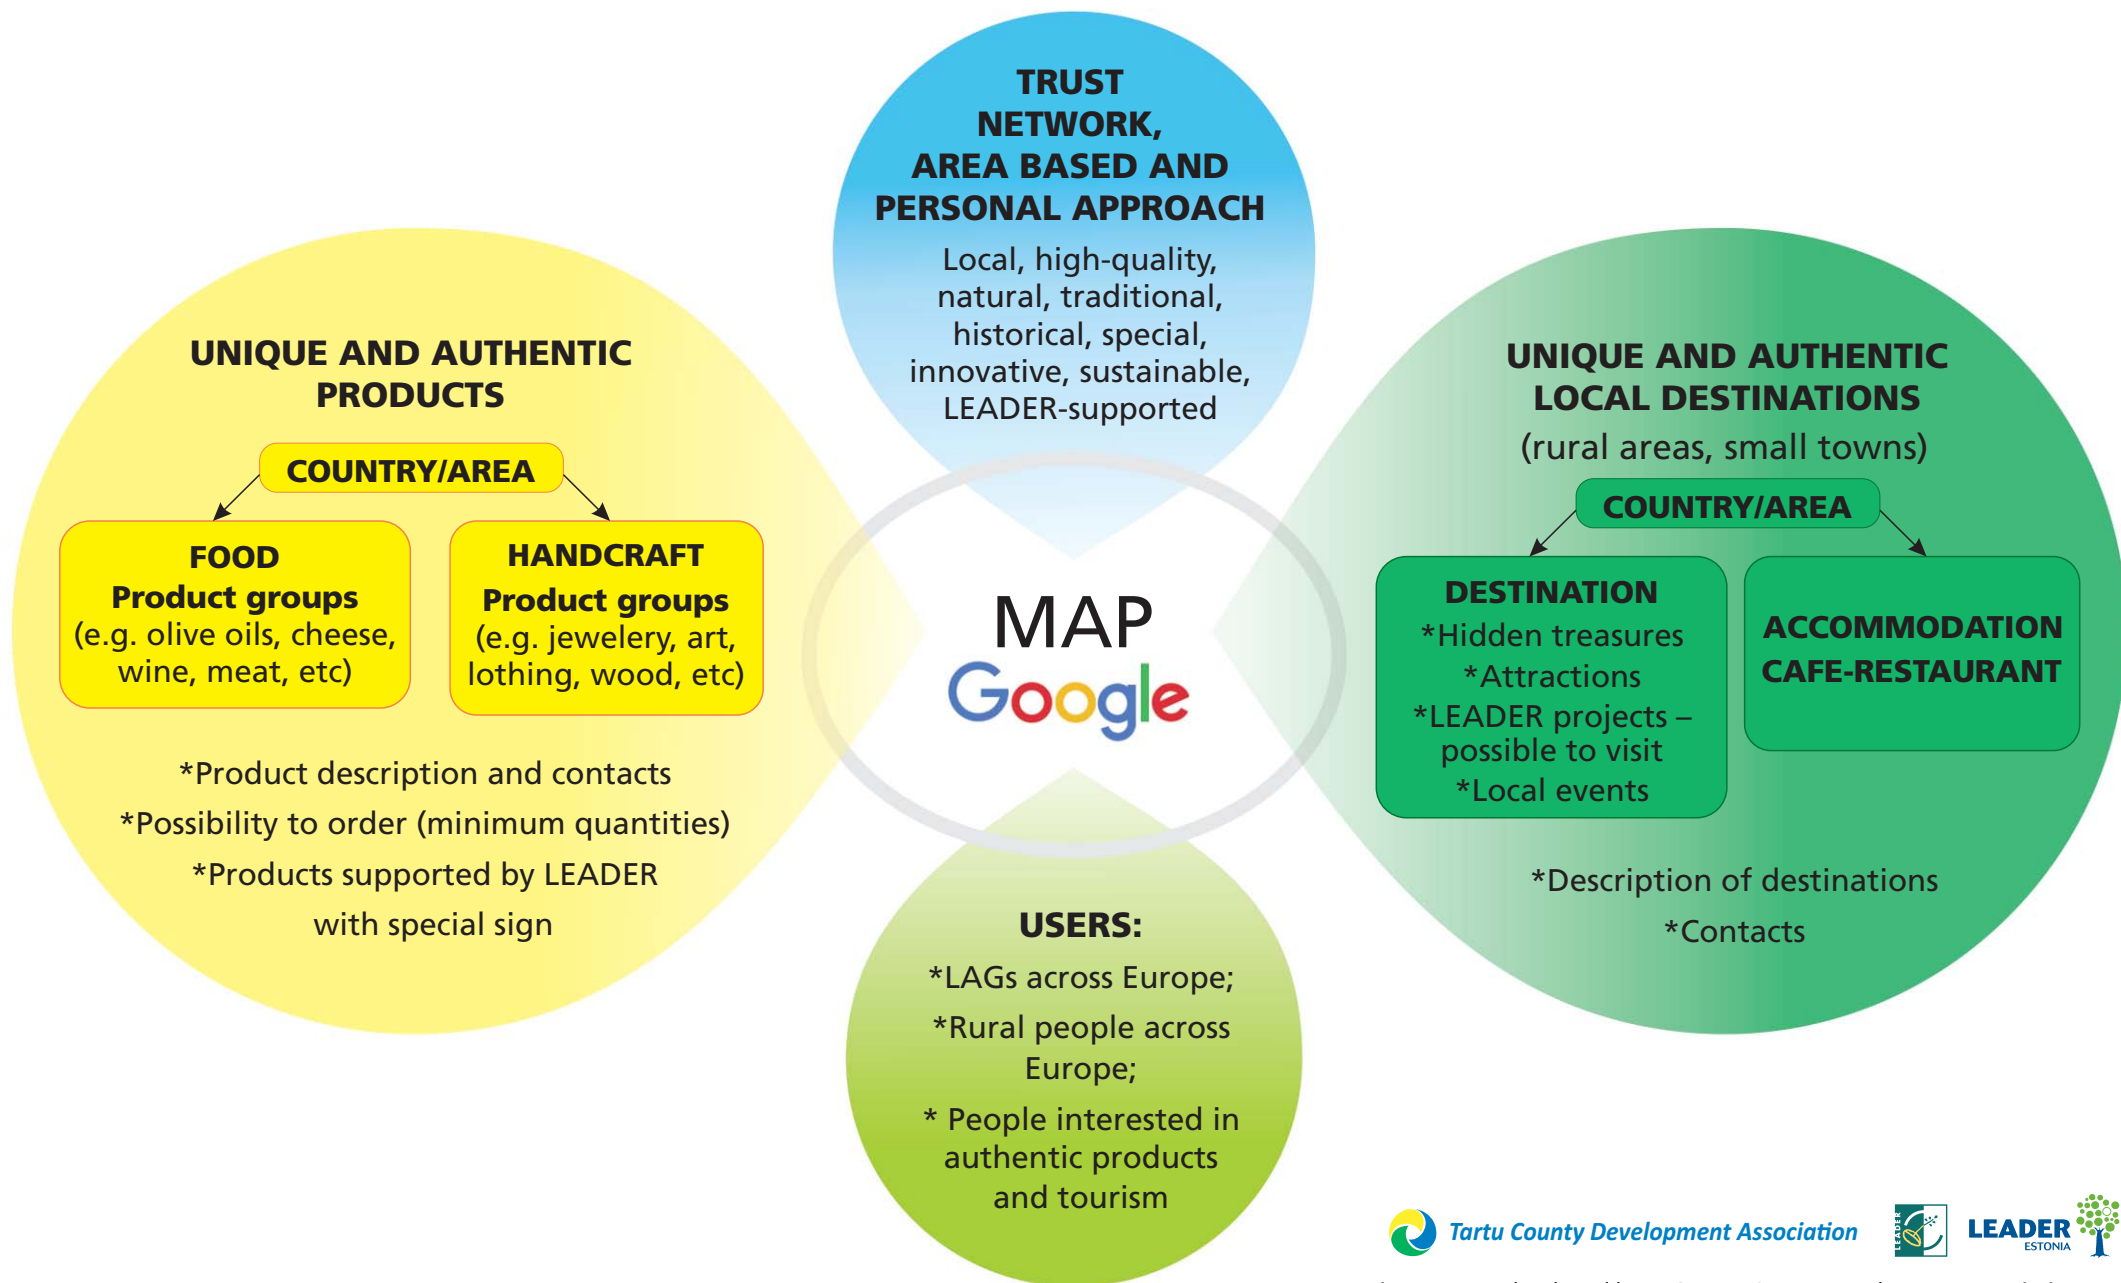 TRUST
NETWORK,
AREA BASED AND
PERSONAL APPROACH
Local, high-quality,
natural, traditional,
historical, special,
innovative, sustainable,
LEADER-supported
UNIQUE AND AUTHENTIC
PRODUCTS
COUNTRY/AREA
FOOD
Product groups
(e.g. olive oils, cheese,
wine, meat, etc)
HANDCRAFT
Product groups
(e.g. jewelery, art,
lothing, wood, etc)
*Product description and contacts
*Possibility to order (minimum quantities)
*Products supported by LEADER
with special sign
MAP
Google
UNIQUE AND AUTHENTIC
LOCAL DESTINATIONS
(rural areas, small towns)
COUNTRY/AREA
DESTINATION
*Hidden treasures
*Attractions
*LEADER projects –
possible to visit
*Local events
ACCOMMODATION
CAFE-RESTAURANT
*Description of destinations
*Contacts
USERS:
*LAGs across Europe;
*Rural people across
Europe;
* People interested in
authentic products
and tourism
Tartu County Development Association
LEADER
LEADER
ESTONIA